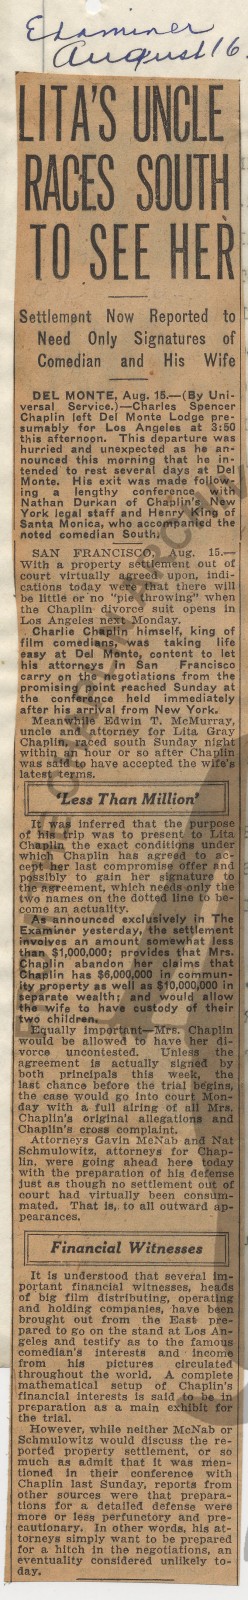 Examiner
August 16.
LITA'S UNCLE
RACES SOUTH
TO SEE HER
Settlement Now Reported to
Need Only Signatures of
Comedian and His Wife
DEL MONTE, Aug. 15.—(By Uni-
versal Service.)—Charles Spencer
Chaplin left Del Monte Lodge pre-
sumably for Los Angeles at 3:50
this afternoon. This departure was
hurried and unexpected as he an-
nounced this morning that he in-
tended to rest several days at Del
Monte. His exit was made follow-
ing a lengthy conference with
Nathan Durkan of Chaplin's New
York legal staff and Henry King of
Santa Monica, who accompanied the
noted comedian South.
SAN FRANCISCO, Aug. 15.—
With a property settlement out of
court virtually agreed upon, indi-
cations today were that there will
be little or no "pie throwing" when
the Chaplin divorce suit opens in
Los Angeles next Monday.
Charlie Chaplin himself, king of
film comedians, was taking life
easy at Del Monte, content to let
his attorneys in San Francisco
carry on the negotiations from the
promising point reached Sunday at
the conference held immediately
after his arrival from New York.
Meanwhile Edwin T. McMurray,
uncle and attorney for Lita Gray
Chaplin, raced south Sunday night
within an hour or so after Chaplin
was said to have accepted the wife's
latest terms.
'Less Than Million'
It was inferred that the purpose
of his trip was to present to Lita
Chaplin the exact conditions under
which Chaplin has agreed to ac-
cept her last compromise offer and
possibly to gain her signature to
the agreement, which needs only the
two names on the dotted line to be-
come an actuality.
As announced exclusively in The
Examiner yesterday, the settlement
involves an amount somewhat less
than $1,000,000; provides that Mrs.
Chaplin abandon her claims that
Chaplin has $6,000,000 in commun-
ity property as well as $10,000,000 in
separate wealth; and would allow
the wife to have custody of their
two children.
Equally important—Mrs. Chaplin
would be allowed to have her di-
vorce uncontested. Unless the
agreement is actually signed by
both principals this week, the
last chance before the trial begins,
the case would go into court Mon-
day with a full airing of all Mrs.
Chaplin's original allegations and
Chaplin's cross complaint.
Attorneys Gavin McNab and Nat
Schmulowitz, attorneys for Chap-
lin, were going ahead here today
with the preparation of his defense
just as though no settlement out of
court had virtually been consum-
mated. That is, to all outward ap-
pearances.
Financial Witnesses
It is understood that several im-
portant financial witnesses, heads
of big film distributing, operating
and holding companies, have been
brought out from the East pre-
pared to go on the stand at Los An-
geles and testify as to the famous
comedian's interests and income
from his pictures circulated
throughout the world. A complete
mathematical setup of Chaplin's
financial interests is said to be in
preparation as a main exhibit for
the trial.
However, while neither McNab or
Schmulowitz would discuss the re-
ported property settlement, or so
much as admit that it was men-
tioned in their conference with
Chaplin last Sunday, reports from
other sources were that prepara-
tions for a detailed defense were
more or less perfunctory and pre-
cautionary. In other words, his at-
torneys simply want to be prepared
for a hitch in the negotiations, an
eventuality considered unlikely to-
day.